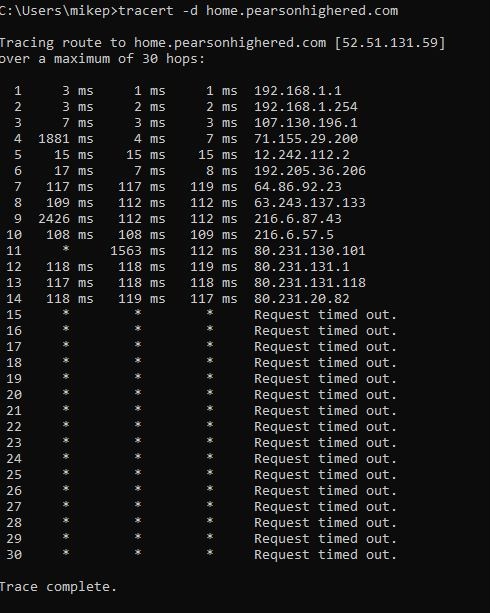 C:\Users\mikep>tracert -d home.pearsonhighered.com
Tracing route to home.pearsonhighered.com [52.51.131.59]
over a maximum of 30 hops:
1 3 ms 1 ms 1 ms 192.168.1.1
2 3 ms 2 ms 2 ms 192.168.1.254
3 7 ms 3 ms 3 ms 107.130.196.1
4 1881 ms 4 ms 7 ms 71.155.29.200
5 15 ms 15 ms 15 ms 12.242.112.2
6 17 ms 7 ms 8 ms 192.205.36.206
7 117 ms 117 ms 119 ms 64.86.92.23
8 109 ms 112 ms 112 ms 63.243.137.133
9 2426 ms 112 ms 112 ms 216.6.87.43
10 108 ms 108 ms 109 ms 216.6.57.5
11 * 1563 ms 112 ms 80.231.130.101
12 118 ms 118 ms 119 ms 80.231.131.1
13 117 ms 118 ms 118 ms 80.231.131.118
14 118 ms 119 ms 117 ms 80.231.20.82
15 * * * Request timed out.
16 * * * Request timed out.
17 * * * Request timed out.
18 * * * Request timed out.
19 * * * Request timed out.
20 * * * Request timed out.
21 * * * Request timed out.
22 * * * Request timed out.
23 * * * Request timed out.
24 * * * Request timed out.
25 * * * Request timed out.
26 * * * Request timed out.
27 * * * Request timed out.
28 * * * Request timed out.
29 * * * Request timed out.
30 * * * Request timed out.
Trace complete.